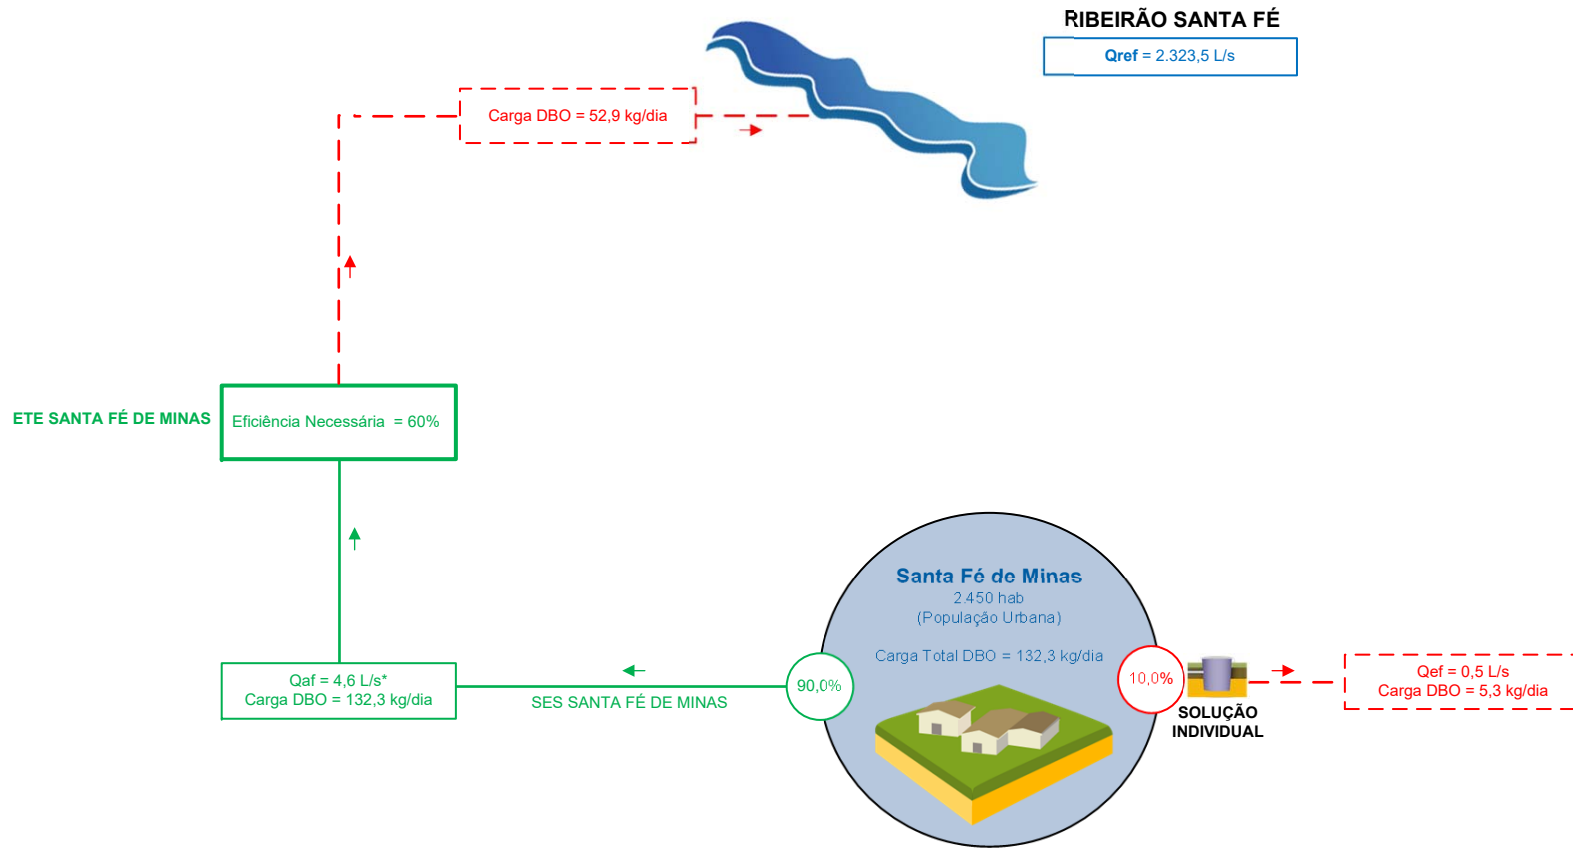 RIBEIRÃO SANTA FÉ
Qref = 2.323,5 L/s
Carga DBO = 52,9 kg/dia
ETE SANTA FÉ DE MINAS
Eficiência Necessária = 60%
Santa Fé de Minas
2.450 hab
(População Urbana)
Carga Total DBO = 132,3 kg/dia
90,0%
10,0%
Qaf = 4,6 L/s*
Carga DBO = 132,3 kg/dia
SES SANTA FÉ DE MINAS
SOLUÇÃO
INDIVIDUAL
Qef = 0,5 L/s
Carga DBO = 5,3 kg/dia